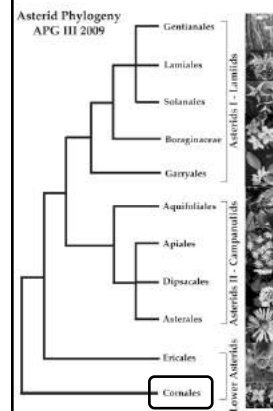 Asterid Phylogeny
APG III 2009
Gentianales
Lamiales
Solanales
Boraginaceae
Garryales
Asterids I - Lamiids
Aquifoliales
Apiales
Dipsacales
Asterales
Asterids II - Campanulids
Ericales
Cornales
Lower Asterids